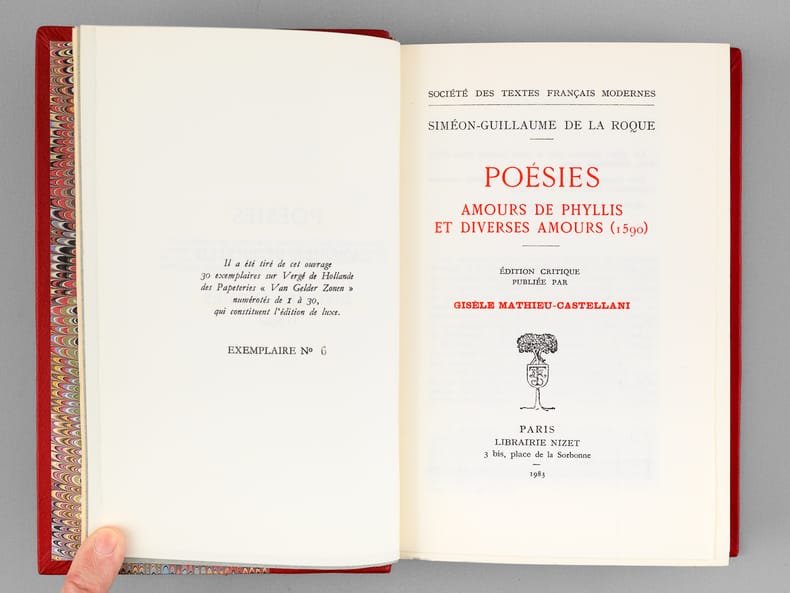 Il a été tiré de cet ouvrage
30 exemplaires sur Vergé de Hollande
des Papeteries « Van Gelder Zonen »
numérotés de 1 à 30,
qui constituent l'édition de luxe.
EXEMPLAIRE Nº 6
SOCIÉTÉ DES TEXTES FRANÇAIS MODERNES
SIMÉON-GUILLAUME DE LA ROQUE
POÉSIES
AMOURS DE PHYLLIS
ET DIVERSES AMOURS (1590)
ÉDITION CRITIQUE
PUBLIÉE PAR
GISÈLE MATHIEU-CASTELLANI
PARIS
LIBRAIRIE NIZET
3 bis, place de la Sorbonne
1983